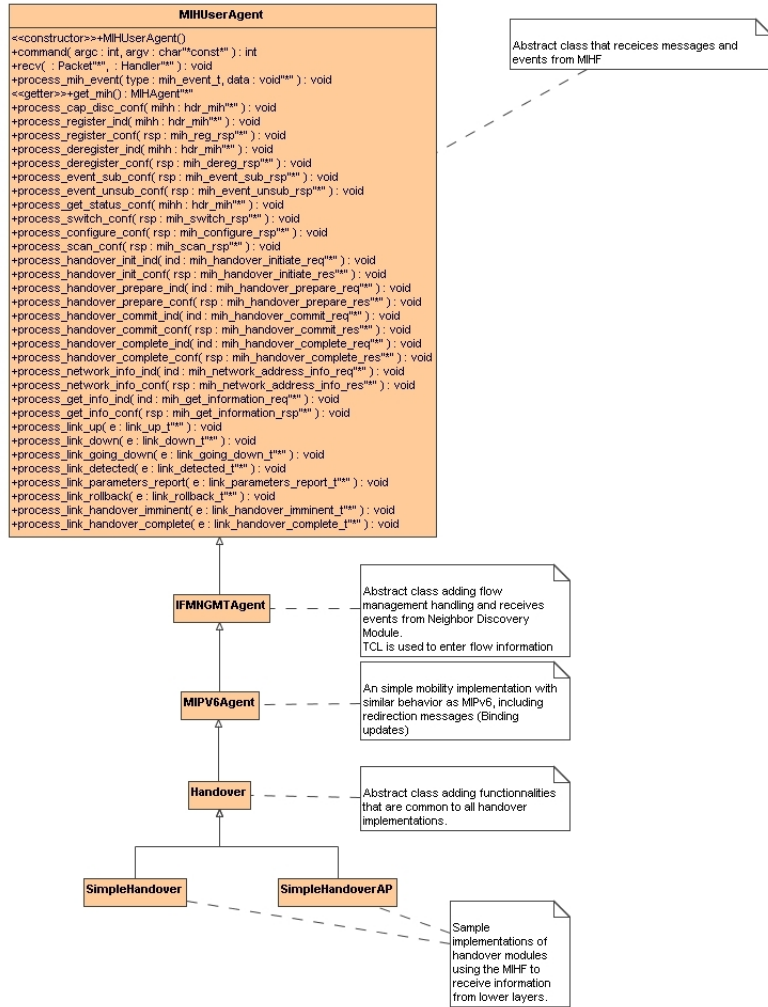 MIHUserAgent
<<constructor>>+MIHUserAgent()
+command( argc : int, argv : char"*const*" ) : int
+recv(  : Packet"*",  : Handler"*" ) : void
+process_mih_event( type : mih_event_t, data : void"*" ) : void
<<getter>>+get_mih() : MIHAgent"*"
+process_cap_disc_conf( mihh : hdr_mih"*" ) : void
+process_register_ind( mihh : hdr_mih"*" ) : void
+process_register_conf( rsp : mih_reg_rsp"*" ) : void
+process_deregister_ind( mihh : hdr_mih"*" ) : void
+process_deregister_conf( rsp : mih_dereg_rsp"*" ) : void
+process_event_sub_conf( rsp : mih_event_sub_rsp"*" ) : void
+process_event_unsub_conf( rsp : mih_event_unsub_rsp"*" ) : void
+process_get_status_conf( mihh : hdr_mih"*" ) : void
+process_switch_conf( rsp : mih_switch_rsp"*" ) : void
+process_configure_conf( rsp : mih_configure_rsp"*" ) : void
+process_scan_conf( rsp : mih_scan_rsp"*" ) : void
+process_handover_init_ind( ind : mih_handover_initiate_req"*" ) : void
+process_handover_init_conf( rsp : mih_handover_initiate_res"*" ) : void
+process_handover_prepare_ind( ind : mih_handover_prepare_req"*" ) : void
+process_handover_prepare_conf( rsp : mih_handover_prepare_res"*" ) : void
+process_handover_commit_ind( ind : mih_handover_commit_req"*" ) : void
+process_handover_commit_conf( rsp : mih_handover_commit_res"*" ) : void
+process_handover_complete_ind( ind : mih_handover_complete_req"*" ) : void
+process_handover_complete_conf( rsp : mih_handover_complete_res"*" ) : void
+process_network_info_ind( ind : mih_network_address_info_req"*" ) : void
+process_network_info_conf( rsp : mih_network_address_info_res"*" ) : void
+process_get_info_ind( ind : mih_get_information_req"*" ) : void
+process_get_info_conf( rsp : mih_get_information_rsp"*" ) : void
+process_link_up( e : link_up_t"*" ) : void
+process_link_down( e : link_down_t"*" ) : void
+process_link_going_down( e : link_going_down_t"*" ) : void
+process_link_detected( e : link_detected_t"*" ) : void
+process_link_parameters_report( e : link_parameters_report_t"*" ) : void
+process_link_rollback( e : link_rollback_t"*" ) : void
+process_link_handover_imminent( e : link_handover_imminent_t"*" ) : void
+process_link_handover_complete( e : link_handover_complete_t"*" ) : void
Abstract class that receices messages and
events from MIHF
IFMNGMTAgent
Abstract class adding flow
management handling and receives
events from Neighbor Discovery
Module.
TCL is used to enter flow information
MIPV6Agent
An simple mobility implementation with
similar behavior as MIPv6, including
redirection messages (Binding
updates)
Handover
Abstract class adding functionnalities
that are common to all handover
implementations.
SimpleHandover
SimpleHandoverAP
Sample
implementations of
handover modules
using the MIHF to
receive information
from lower layers.